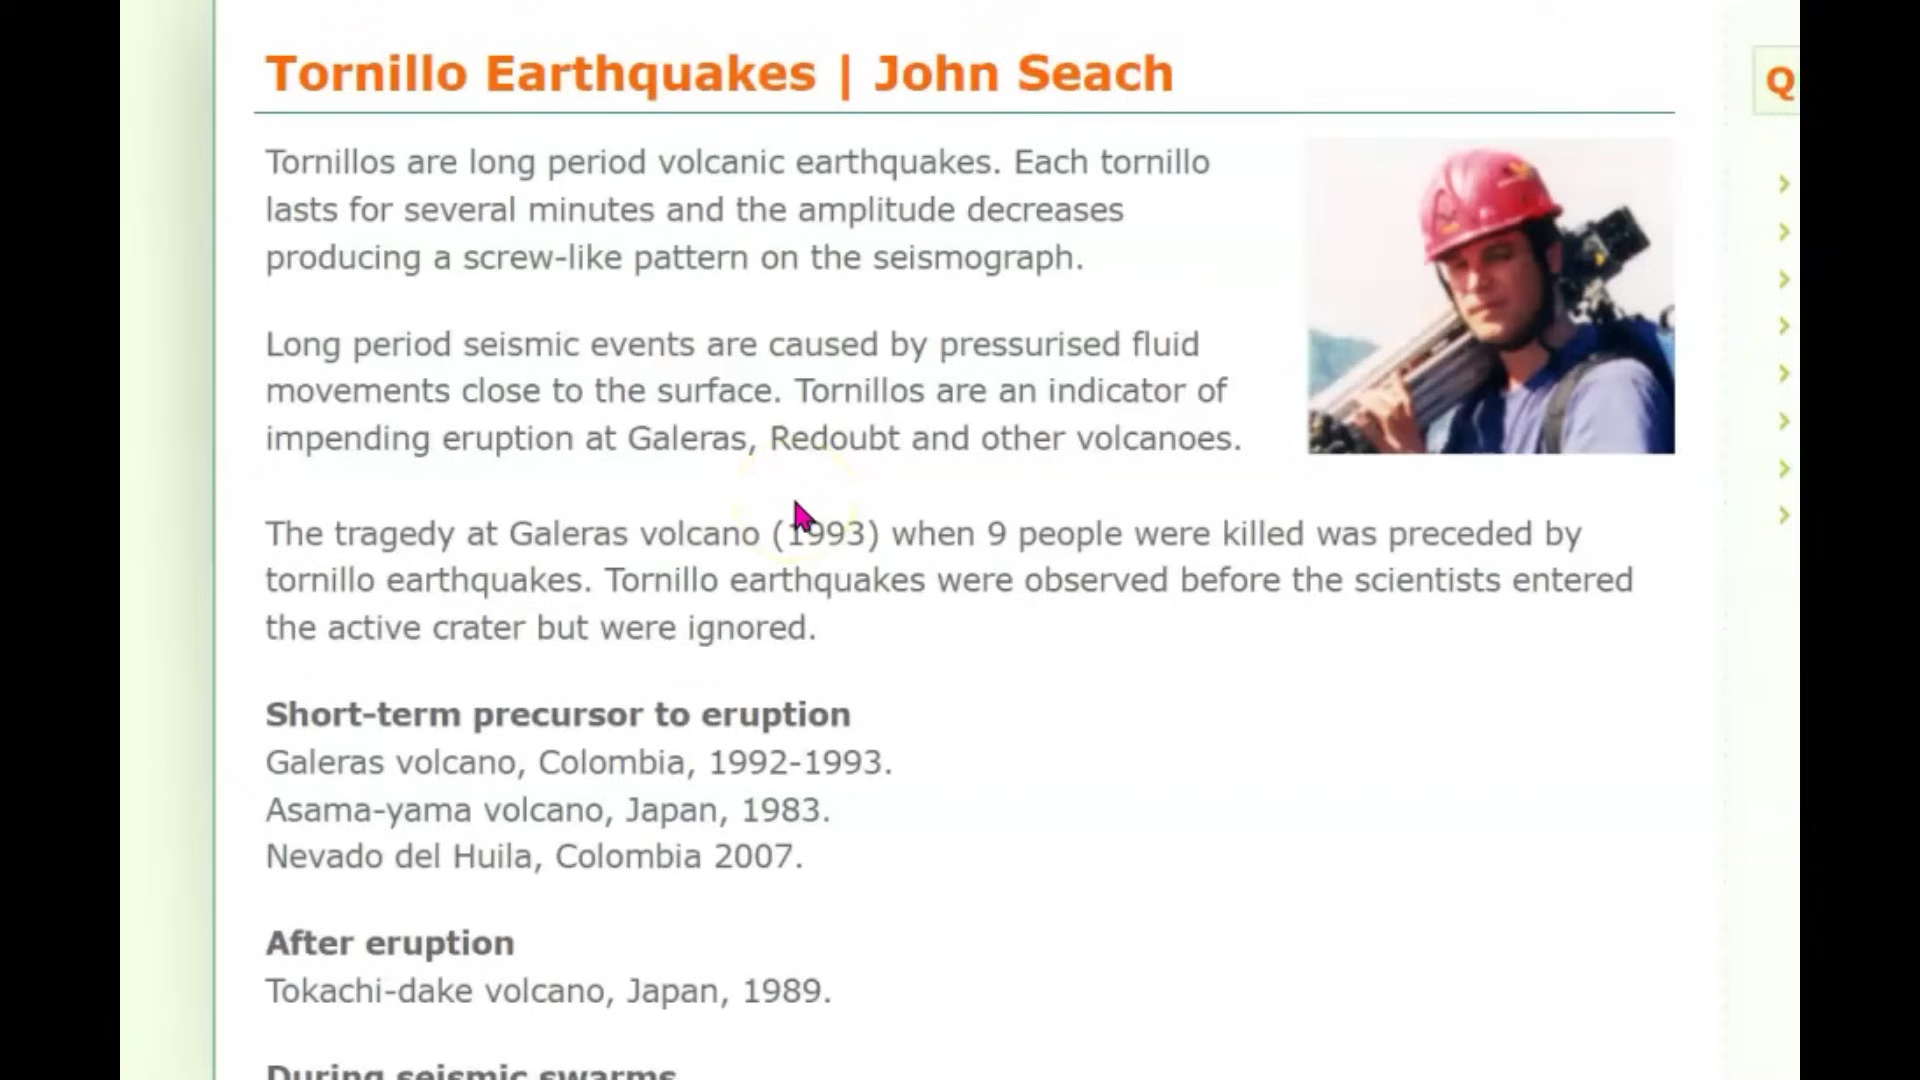 Tornillo Earthquakes | John Seach
Q
Tornillos are long period volcanic earthquakes. Each tornillo
lasts for several minutes and the amplitude decreases
producing a screw-like pattern on the seismograph.
Long period seismic events are caused by pressurised fluid
movements close to the surface. Tornillos are an indicator of
impending eruption at Galeras, Redoubt and other volcanoes.
The tragedy at Galeras volcano (1993) when 9 people were killed was preceded by
tornillo earthquakes. Tornillo earthquakes were observed before the scientists entered
the active crater but were ignored.
Short-term precursor to eruption
Galeras volcano, Colombia, 1992-1993.
Asama-yama volcano, Japan, 1983.
Nevado del Huila, Colombia 2007.
After eruption
Tokachi-dake volcano, Japan, 1989.
During seismic swarms